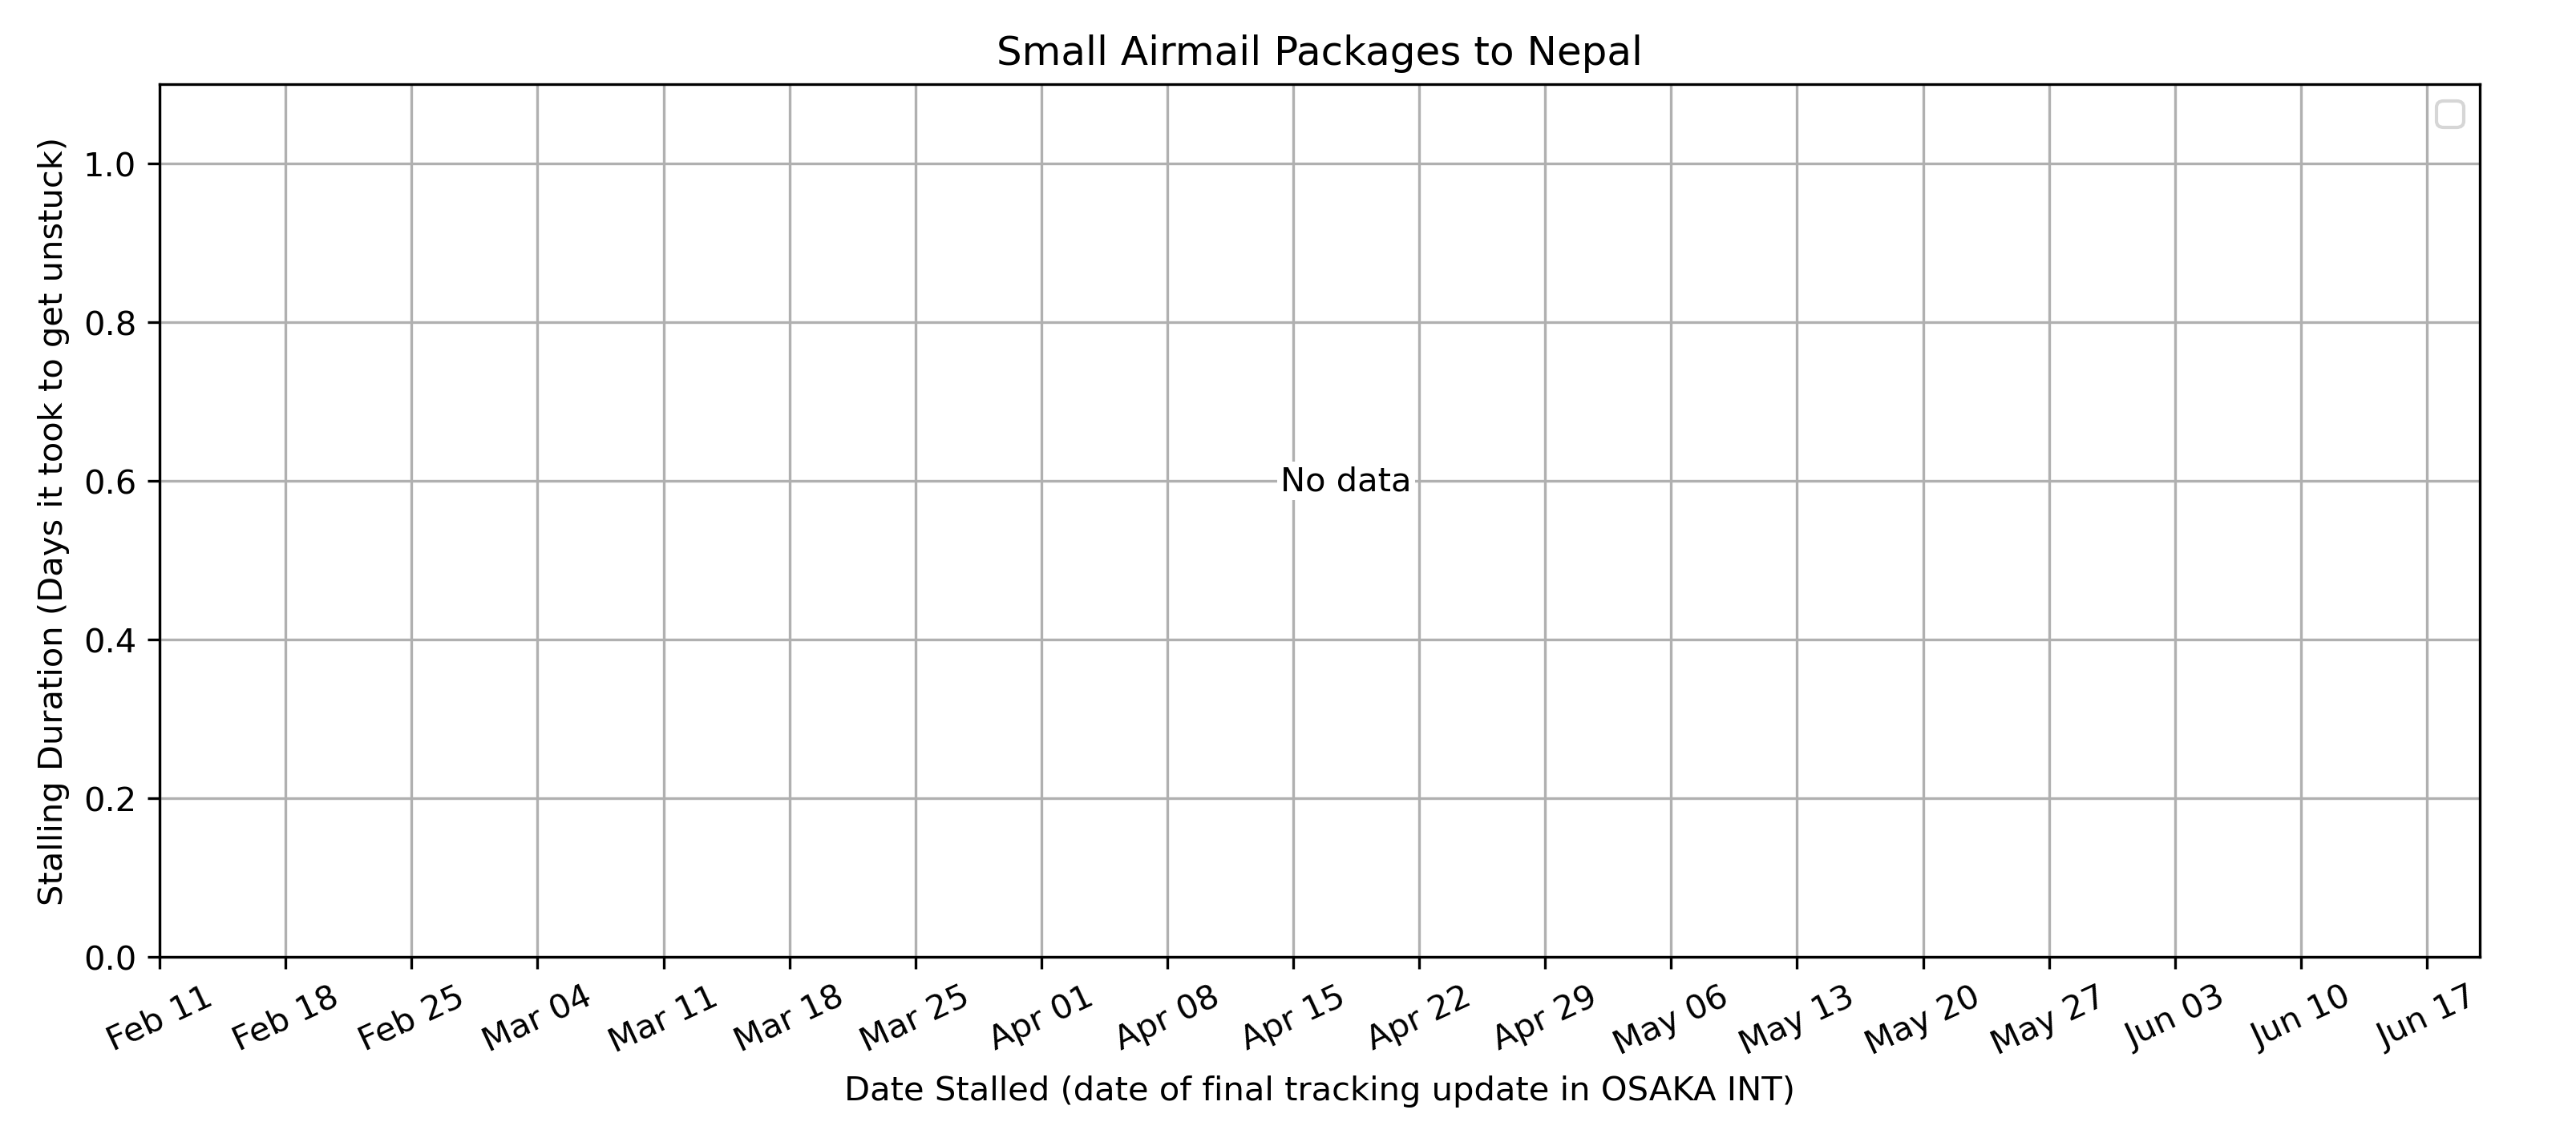 Small Airmail Packages to Nepal
Stalling Duration (Days it took to get unstuck)
1.0
0.8
0.6
0.4
0.2
0.0
No data
Feb 11 Feb 18 Feb 25 Mar 04 Mar 11 Mar 18 Mar 25 Apr 01 Apr 08 Apr 15 Apr 22 Apr 29 May 06 May 13 May 20 May 27 Jun 03 Jun 10 Jun 17
Date Stalled (date of final tracking update in OSAKA INT)